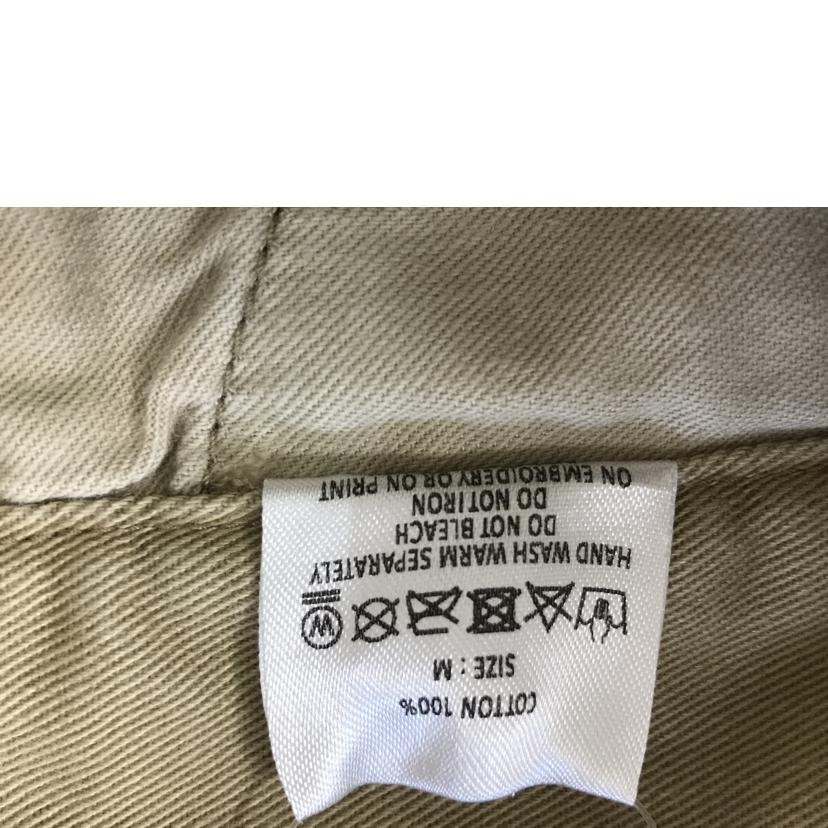 COTTON 100%
SIZE : M
W
HAND WASH WARM SEPARATELY
DO NOT BLEACH
DO NOT IRON
ON EMBROIDERY OR ON PRINT